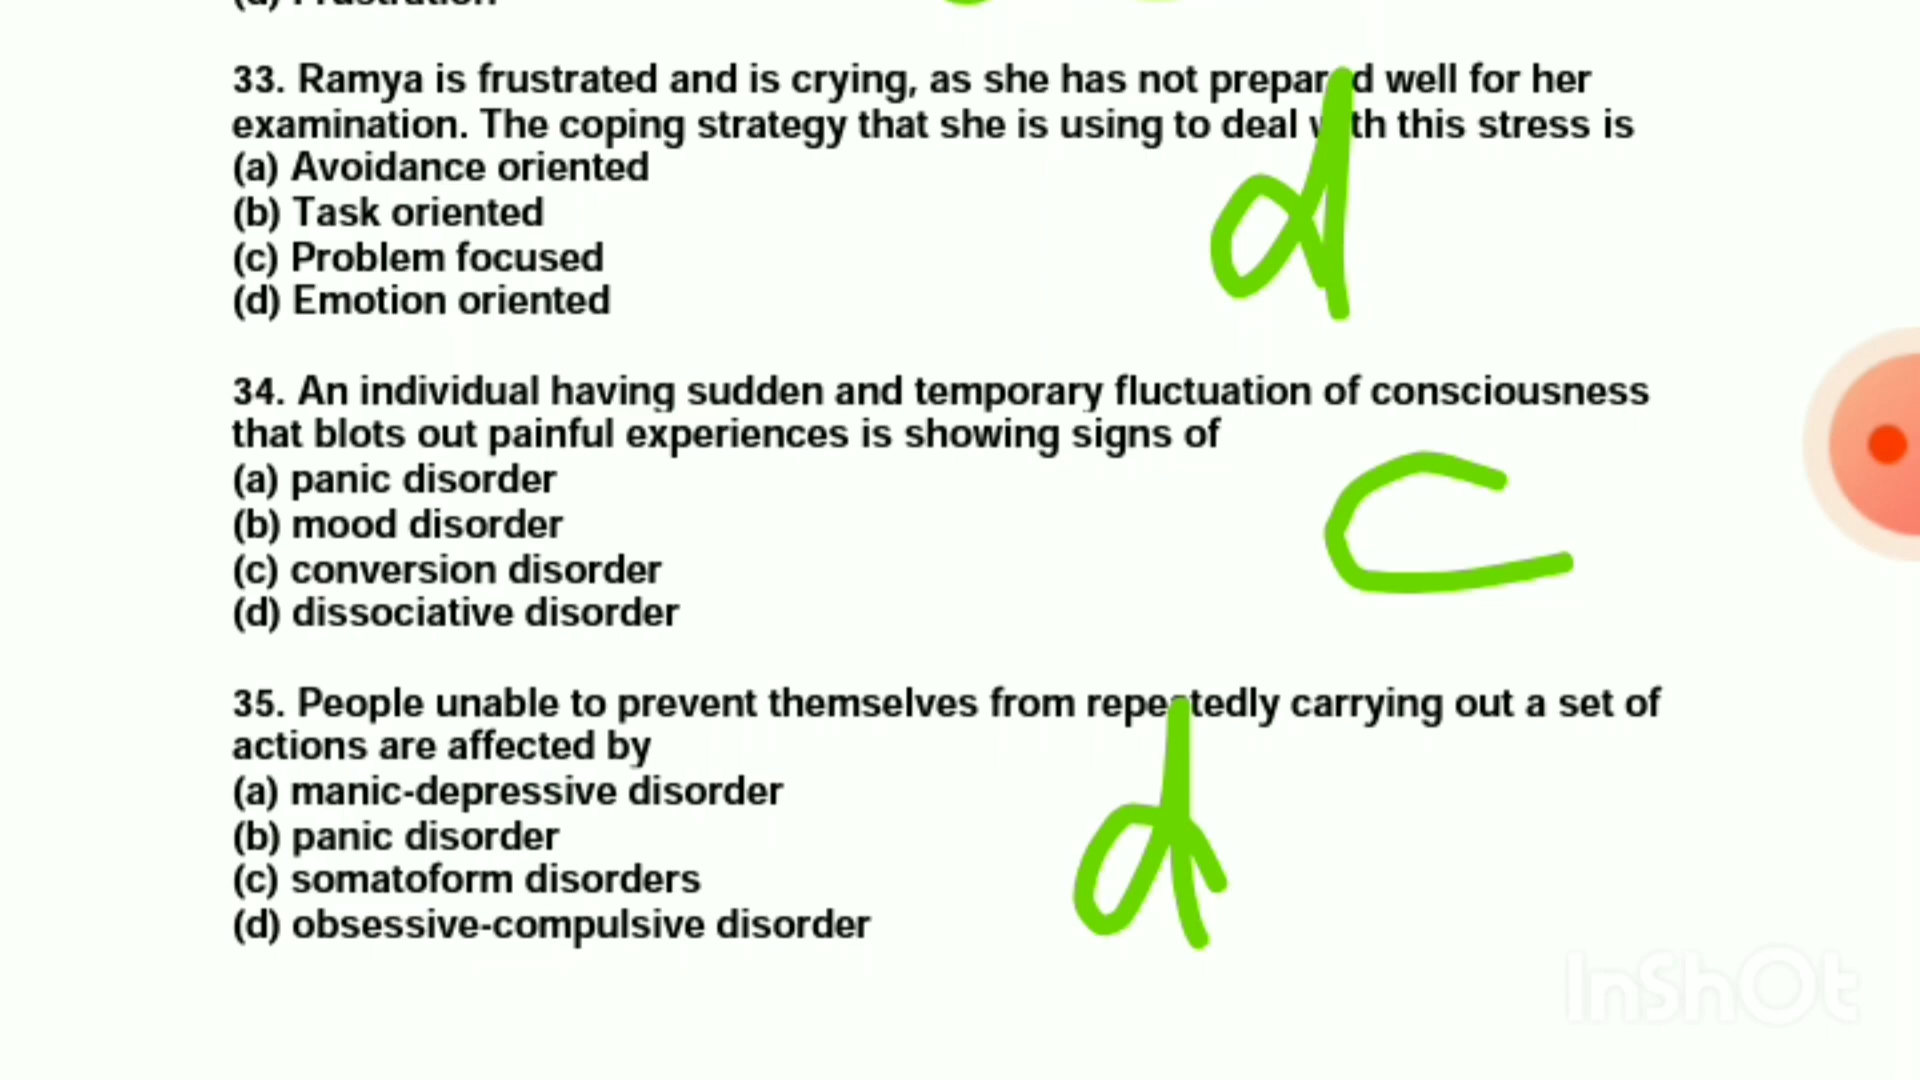 33. Ramya is frustrated and is crying, as she has not prepared well for her
examination. The coping strategy that she is using to deal with this stress is
(a) Avoidance oriented
(b) Task oriented
(c) Problem focused
(d) Emotion oriented
d
34. An individual having sudden and temporary fluctuation of consciousness
that blots out painful experiences is showing signs of
(a) panic disorder
(b) mood disorder
(c) conversion disorder
(d) dissociative disorder
c
35. People unable to prevent themselves from repeatedly carrying out a set of
actions are affected by
(a) manic-depressive disorder
(b) panic disorder
(c) somatoform disorders
(d) obsessive-compulsive disorder
d
InShOt